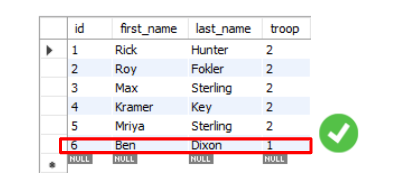 id first_name last_name troop
1 Rick Hunter 2
2 Roy Fokler 2
3 Max Sterling 2
4 Kramer Key 2
5 Mriya Sterling 2
6 Ben Dixon 1
NULL NULL NULL NULL